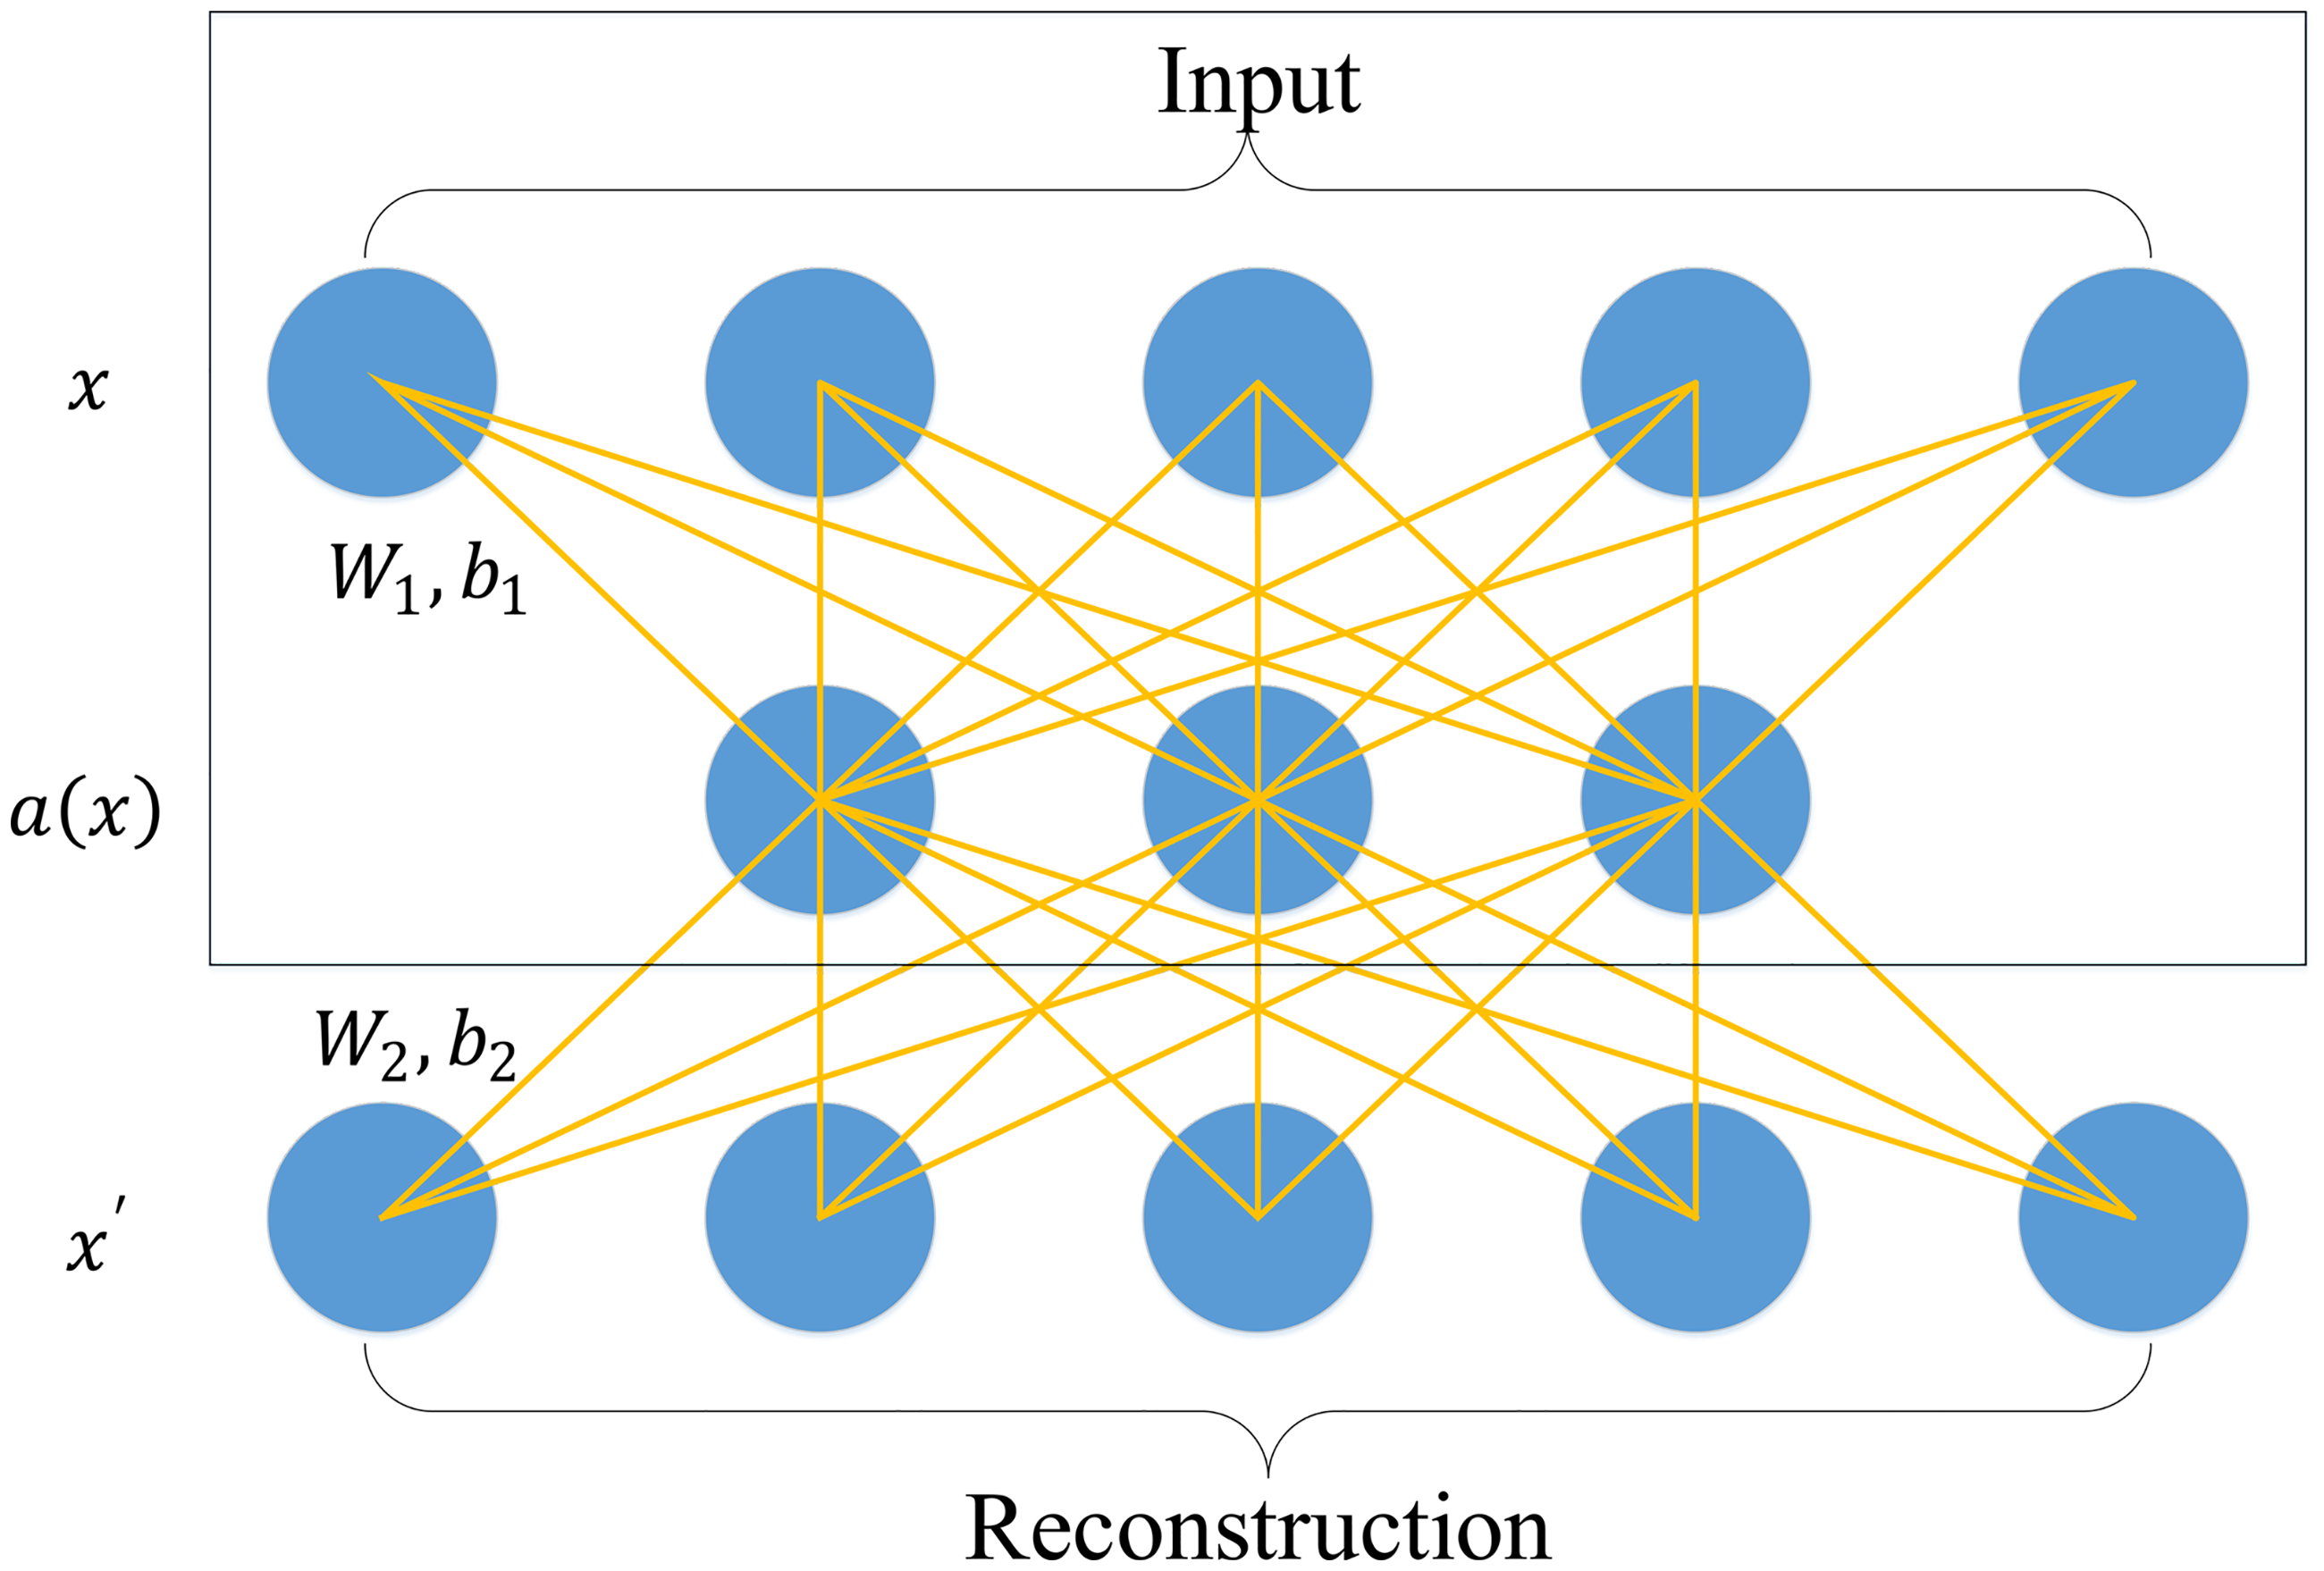 Input
x
W₁, b₁
a(x)
W₂, b₂
x′
Reconstruction